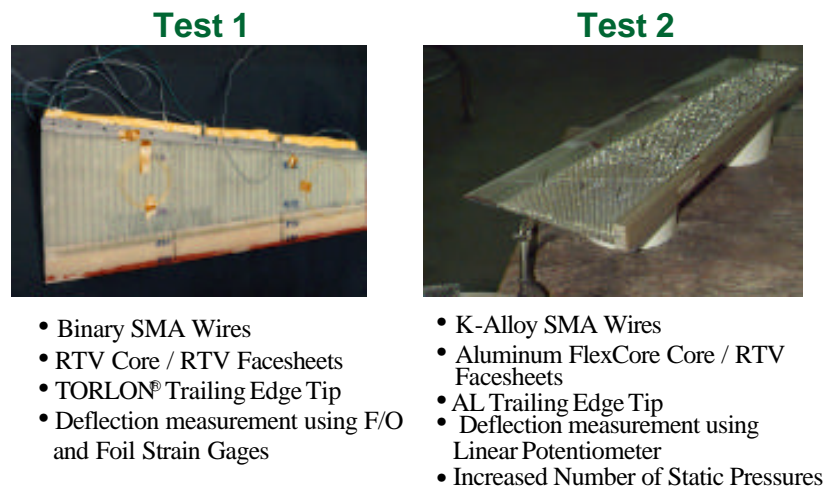 Test 1
• Binary SMA Wires
• RTV Core / RTV Facesheets
• TORLON® Trailing Edge Tip
• Deflection measurement using F/O
and Foil Strain Gages
Test 2
• K-Alloy SMA Wires
• Aluminum FlexCore Core / RTV
Facesheets
• AL Trailing Edge Tip
• Deflection measurement using
Linear Potentiometer
• Increased Number of Static Pressures